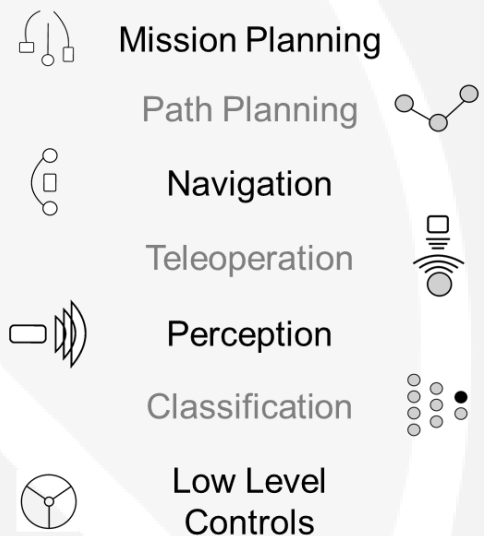 Mission Planning
Path Planning
Navigation
Teleoperation
Perception
Classification
Low Level
Controls